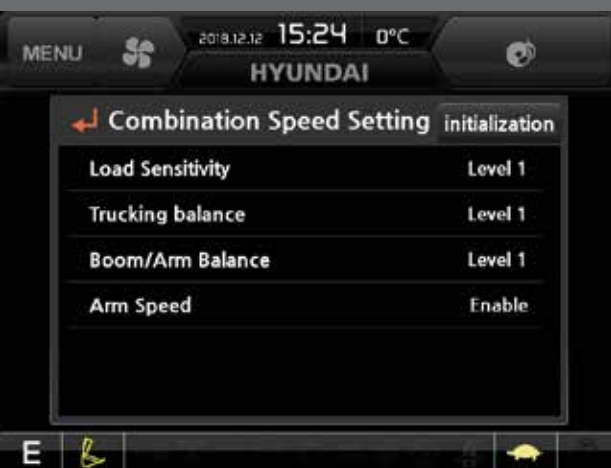 MENU
2018.12.12 15:24 0°C
HYUNDAI
Combination Speed Setting initialization
Load Sensitivity Level 1
Trucking balance Level 1
Boom/Arm Balance Level 1
Arm Speed Enable
E